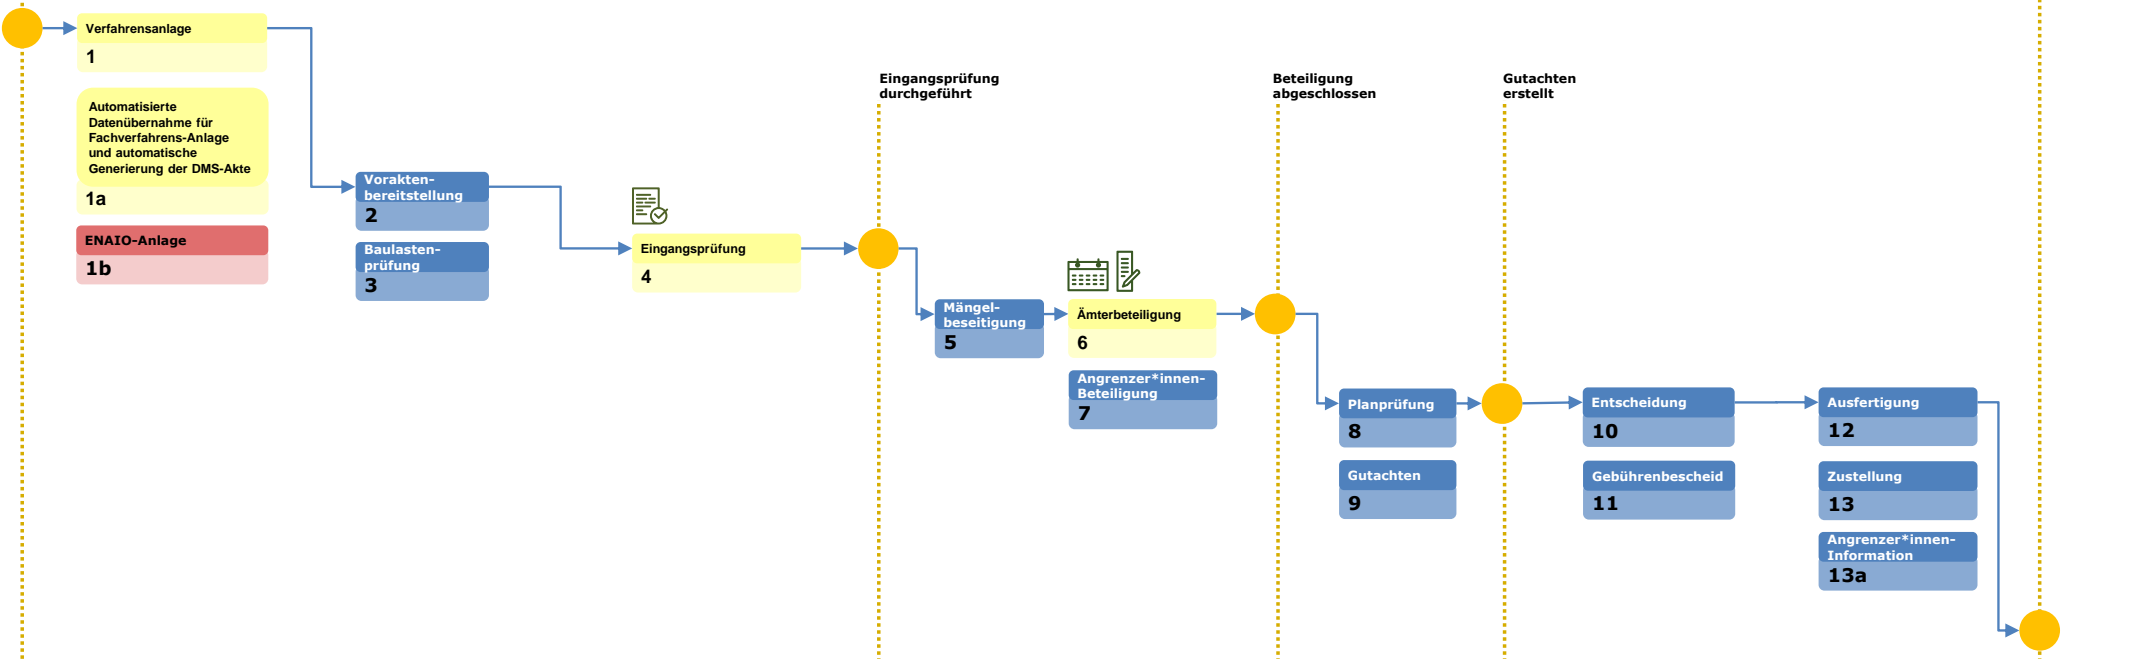 Verfahrensanlage
1
Automatisierte
Datenübernahme für
Fachverfahrens-Anlage
und automatische
Generierung der DMS-Akte
1a
ENAIO-Anlage
1b
Vorakten-
bereitstellung
2
Baulasten-
prüfung
3
Eingangsprüfung
4
Eingangsprüfung
durchgeführt
Mängel-
beseitigung
5
Ämterbeteiligung
6
Angrenzer*innen-
Beteiligung
7
Beteiligung
abgeschlossen
Planprüfung
8
Gutachten
9
Gutachten
erstellt
Entscheidung
10
Gebührenbescheid
11
Ausfertigung
12
Zustellung
13
Angrenzer*innen-
Information
13a